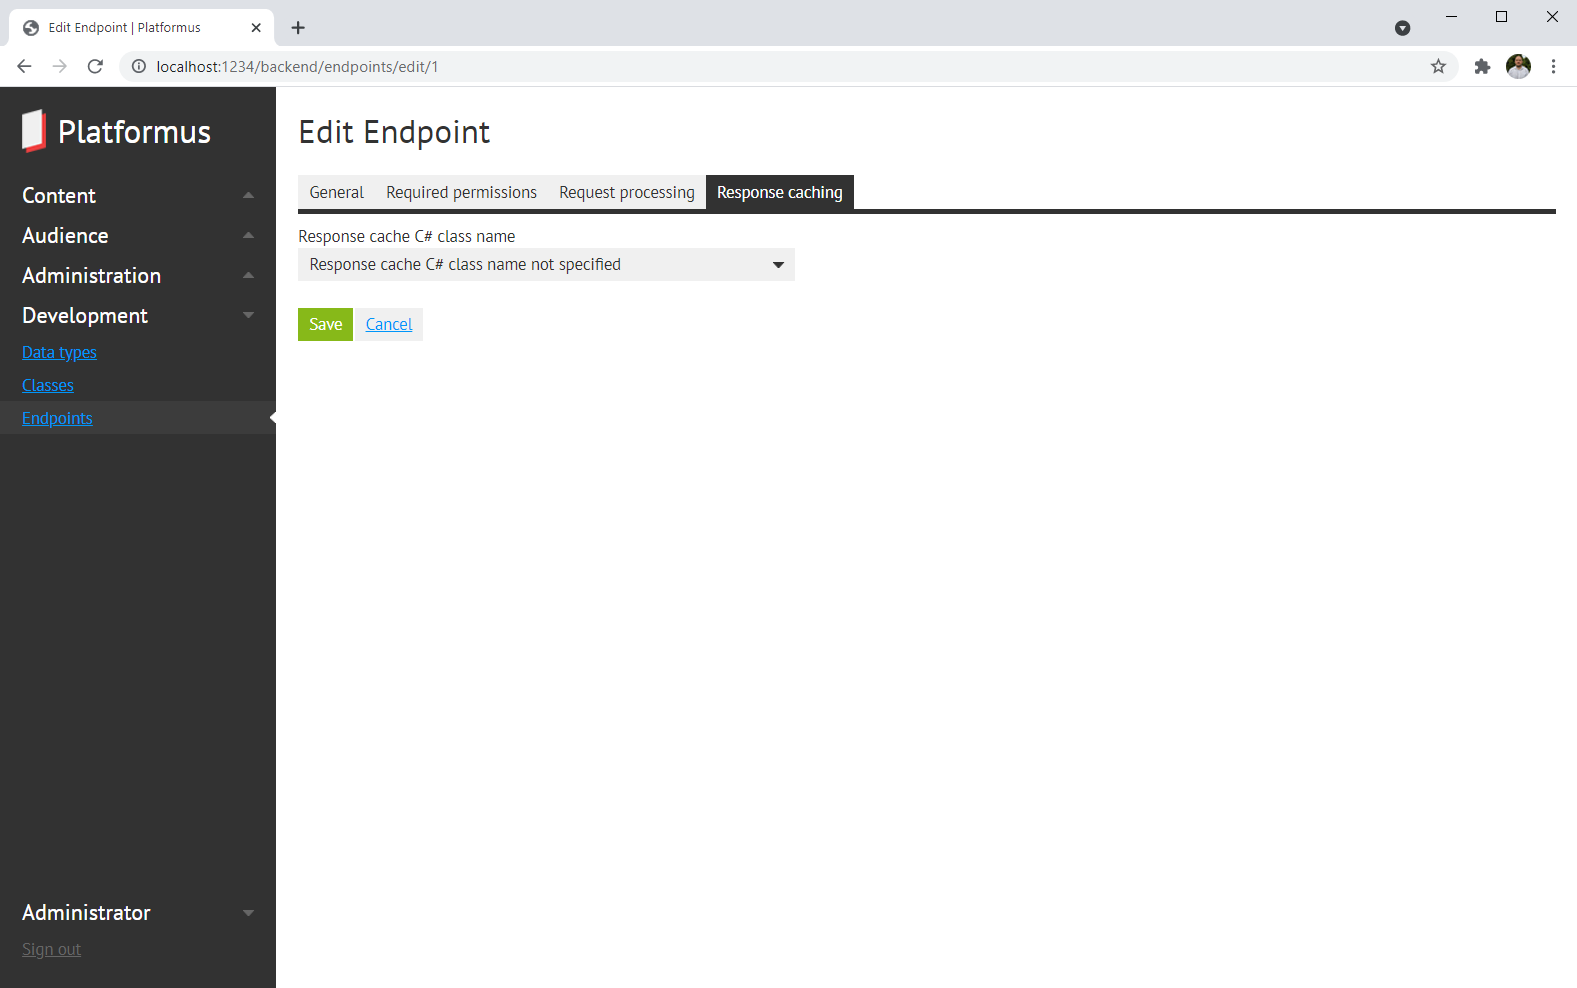 Edit Endpoint | Platformus
localhost:1234/backend/endpoints/edit/1
Platformus
Content
Audience
Administration
Development
Data types
Classes
Endpoints
Administrator
Sign out
Edit Endpoint
General Required permissions Request processing Response caching
Response cache C# class name
Response cache C# class name not specified
Save Cancel